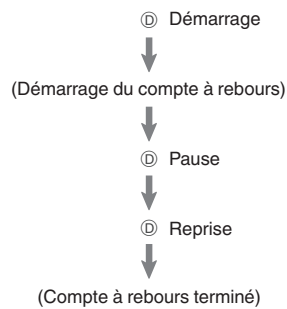 Ⓓ Démarrage
(Démarrage du compte à rebours)
Ⓓ Pause
Ⓓ Reprise
(Compte à rebours terminé)